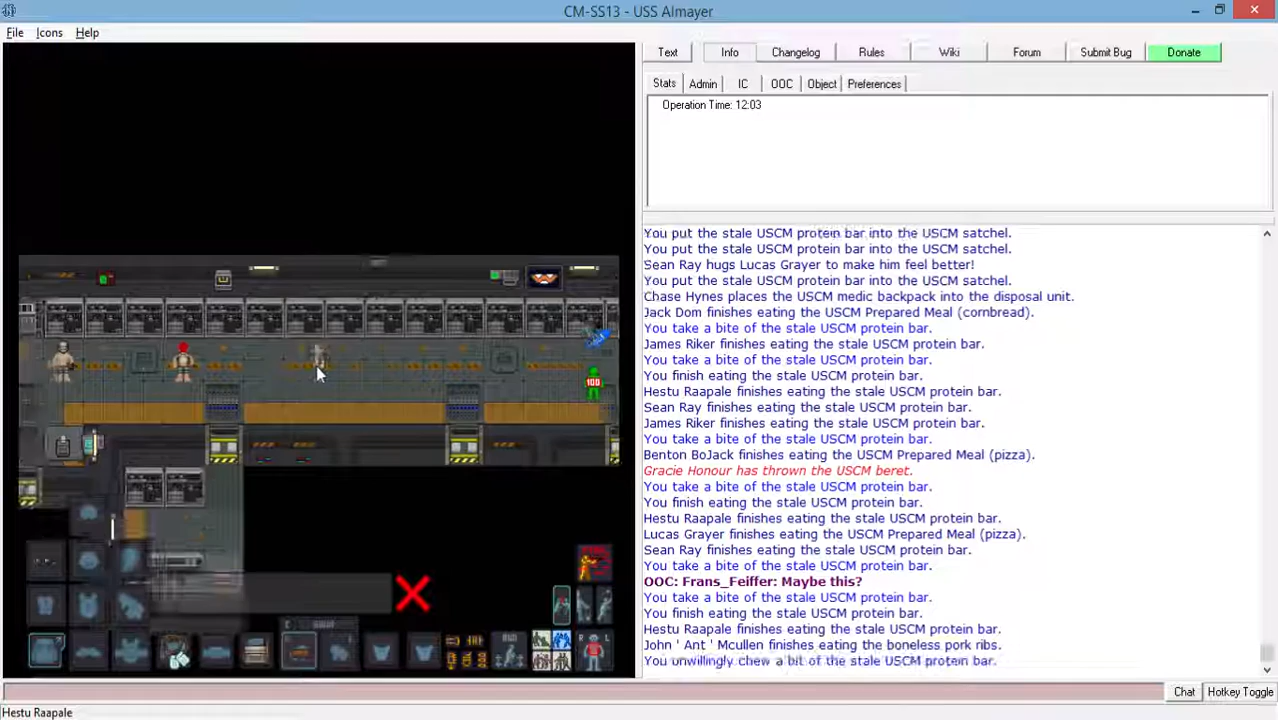 CM-SS13 - USS Almayer
File Icons Help
Text Info Changelog Rules Wiki Forum Submit Bug Donate
Stats Admin IC OOC Object Preferences
Operation Time: 12:03
You put the stale USCM protein bar into the USCM satchel.
You put the stale USCM protein bar into the USCM satchel.
Sean Ray hugs Lucas Grayer to make him feel better!
You put the stale USCM protein bar into the USCM satchel.
Chase Hynes places the USCM medic backpack into the disposal unit.
Jack Dom finishes eating the USCM Prepared Meal (cornbread).
You take a bite of the stale USCM protein bar.
James Riker finishes eating the stale USCM protein bar.
You take a bite of the stale USCM protein bar.
You finish eating the stale USCM protein bar.
Hestu Raapale finishes eating the stale USCM protein bar.
Sean Ray finishes eating the stale USCM protein bar.
James Riker finishes eating the stale USCM protein bar.
You take a bite of the stale USCM protein bar.
Benton BoJack finishes eating the USCM Prepared Meal (pizza).
Gracie Honour has thrown the USCM beret.
You take a bite of the stale USCM protein bar.
You finish eating the stale USCM protein bar.
Hestu Raapale finishes eating the stale USCM protein bar.
Lucas Grayer finishes eating the USCM Prepared Meal (pizza).
Sean Ray finishes eating the stale USCM protein bar.
You take a bite of the stale USCM protein bar.
OOC: Frans_Feiffer: Maybe this?
You take a bite of the stale USCM protein bar.
You finish eating the stale USCM protein bar.
Hestu Raapale finishes eating the stale USCM protein bar.
John ' Ant ' Mcullen finishes eating the boneless pork ribs.
You unwillingly chew a bit of the stale USCM protein bar.
100
R L
Chat Hotkey Toggle
Hestu Raapale